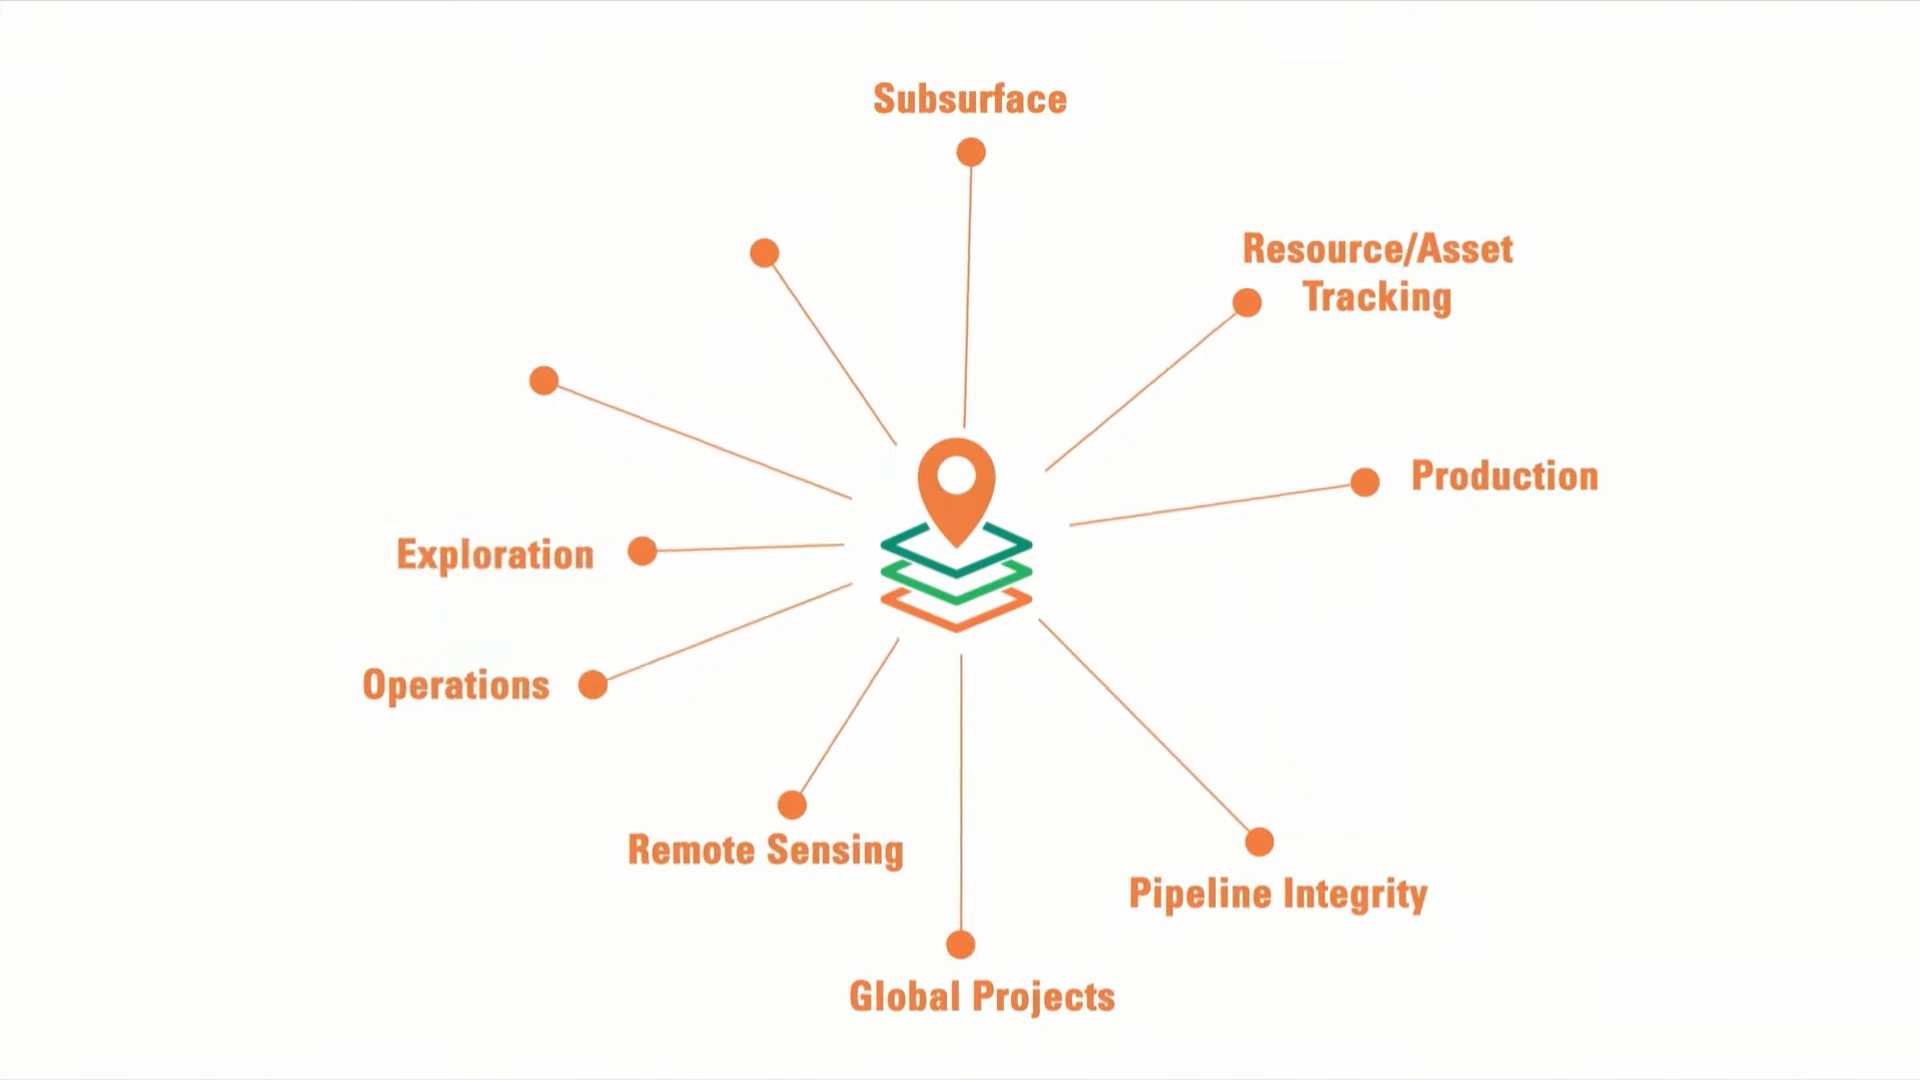 Subsurface
Resource/Asset
Tracking
Production
Exploration
Operations
Remote Sensing
Pipeline Integrity
Global Projects